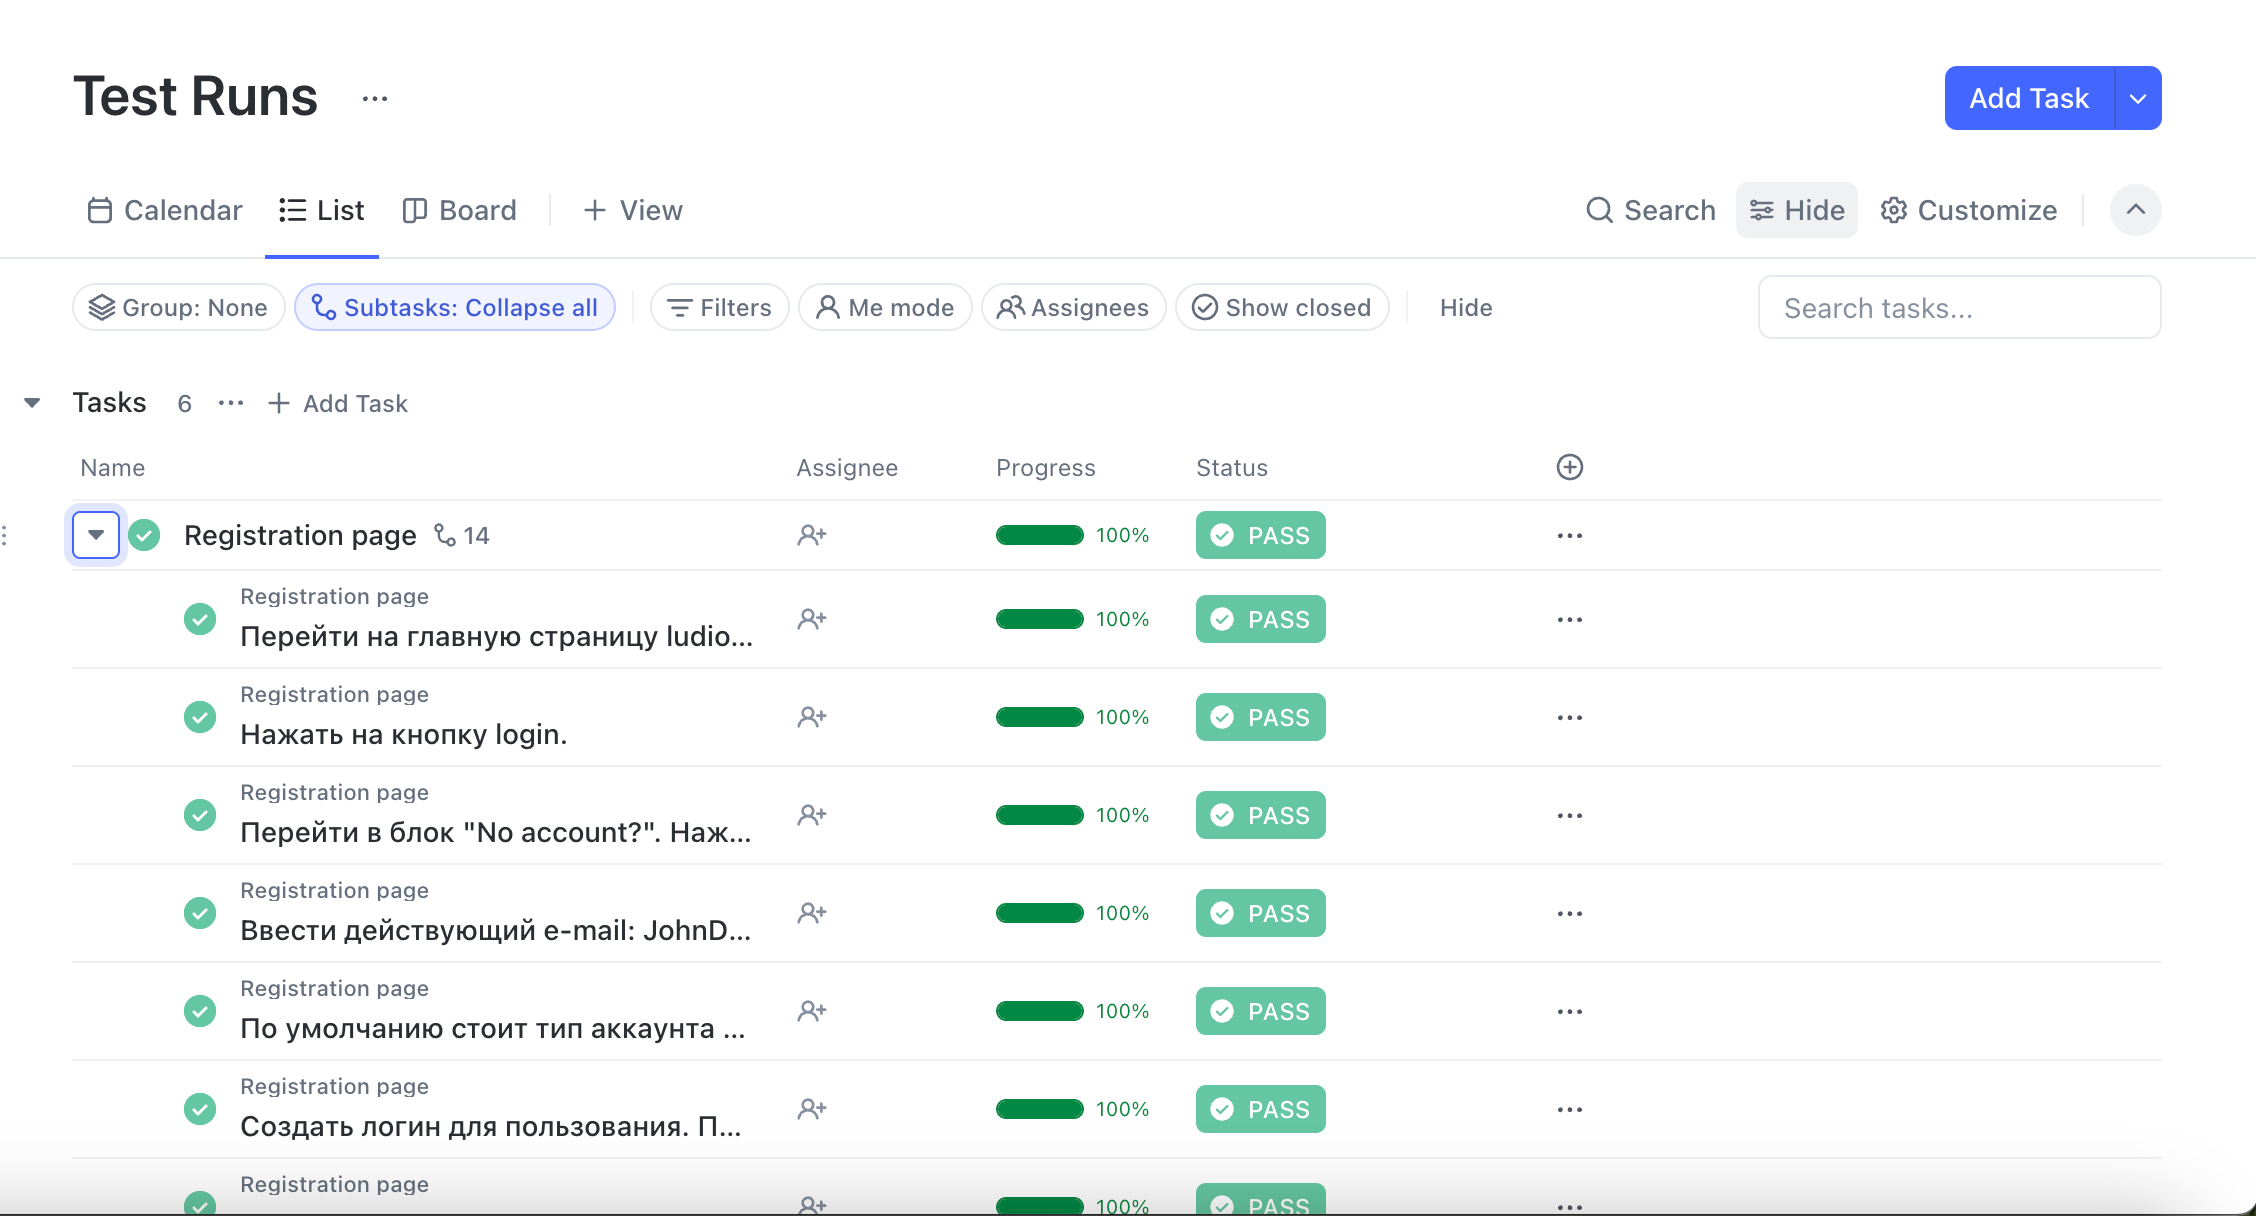 Test Runs ...
Add Task
Calendar List Board + View
Search Hide Customize
Group: None Subtasks: Collapse all Filters Me mode Assignees Show closed Hide Search tasks...
Tasks 6 ... + Add Task
Name Assignee Progress Status
Registration page 14 100% PASS ...
Registration page
Перейти на главную страницу ludio... 100% PASS ...
Registration page
Нажать на кнопку login. 100% PASS ...
Registration page
Перейти в блок "No account?". Наж... 100% PASS ...
Registration page
Ввести действующий e-mail: JohnD... 100% PASS ...
Registration page
По умолчанию стоит тип аккаунта ... 100% PASS ...
Registration page
Создать логин для пользования. П... 100% PASS ...
Registration page
100% PASS ...